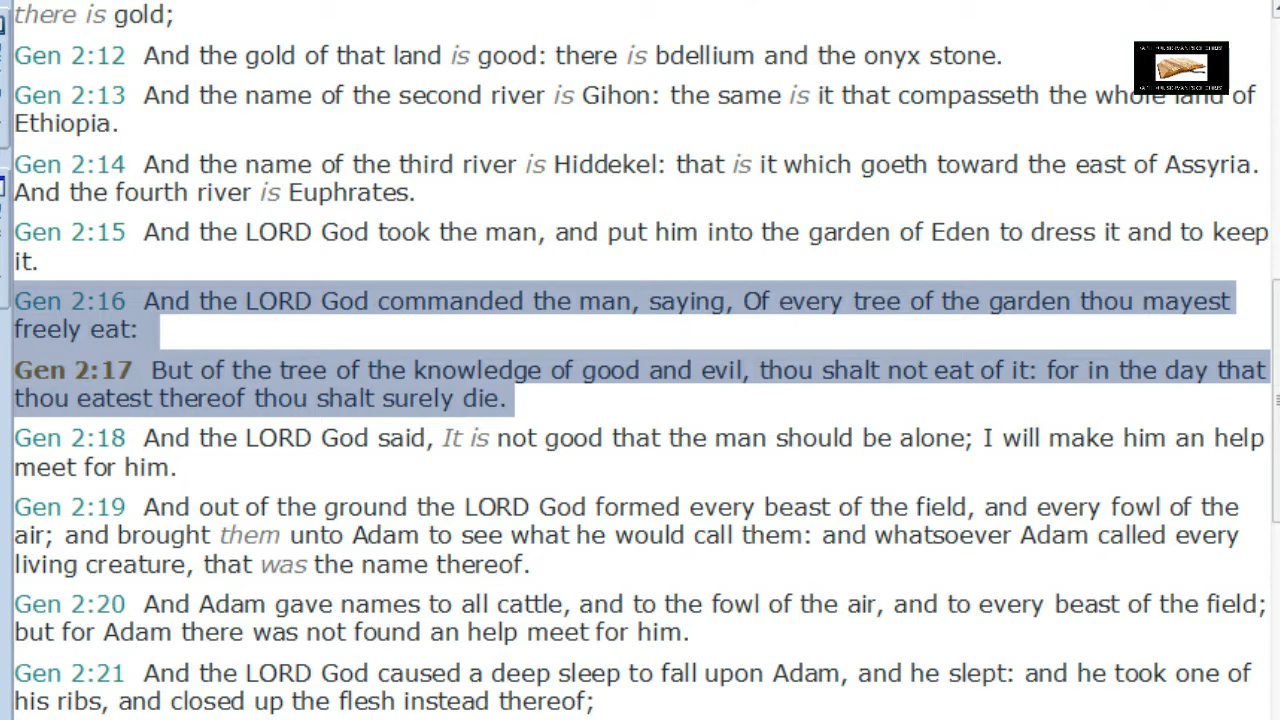 there is gold;
Gen 2:12 And the gold of that land is good: there is bdellium and the onyx stone.
Gen 2:13 And the name of the second river is Gihon: the same is it that compasseth the whole land of
Ethiopia.
Gen 2:14 And the name of the third river is Hiddekel: that is it which goeth toward the east of Assyria.
And the fourth river is Euphrates.
Gen 2:15 And the LORD God took the man, and put him into the garden of Eden to dress it and to keep
it.
Gen 2:16 And the LORD God commanded the man, saying, Of every tree of the garden thou mayest
freely eat:
Gen 2:17 But of the tree of the knowledge of good and evil, thou shalt not eat of it: for in the day that
thou eatest thereof thou shalt surely die.
Gen 2:18 And the LORD God said, It is not good that the man should be alone; I will make him an help
meet for him.
Gen 2:19 And out of the ground the LORD God formed every beast of the field, and every fowl of the
air; and brought them unto Adam to see what he would call them: and whatsoever Adam called every
living creature, that was the name thereof.
Gen 2:20 And Adam gave names to all cattle, and to the fowl of the air, and to every beast of the field;
but for Adam there was not found an help meet for him.
Gen 2:21 And the LORD God caused a deep sleep to fall upon Adam, and he slept: and he took one of
his ribs, and closed up the flesh instead thereof;